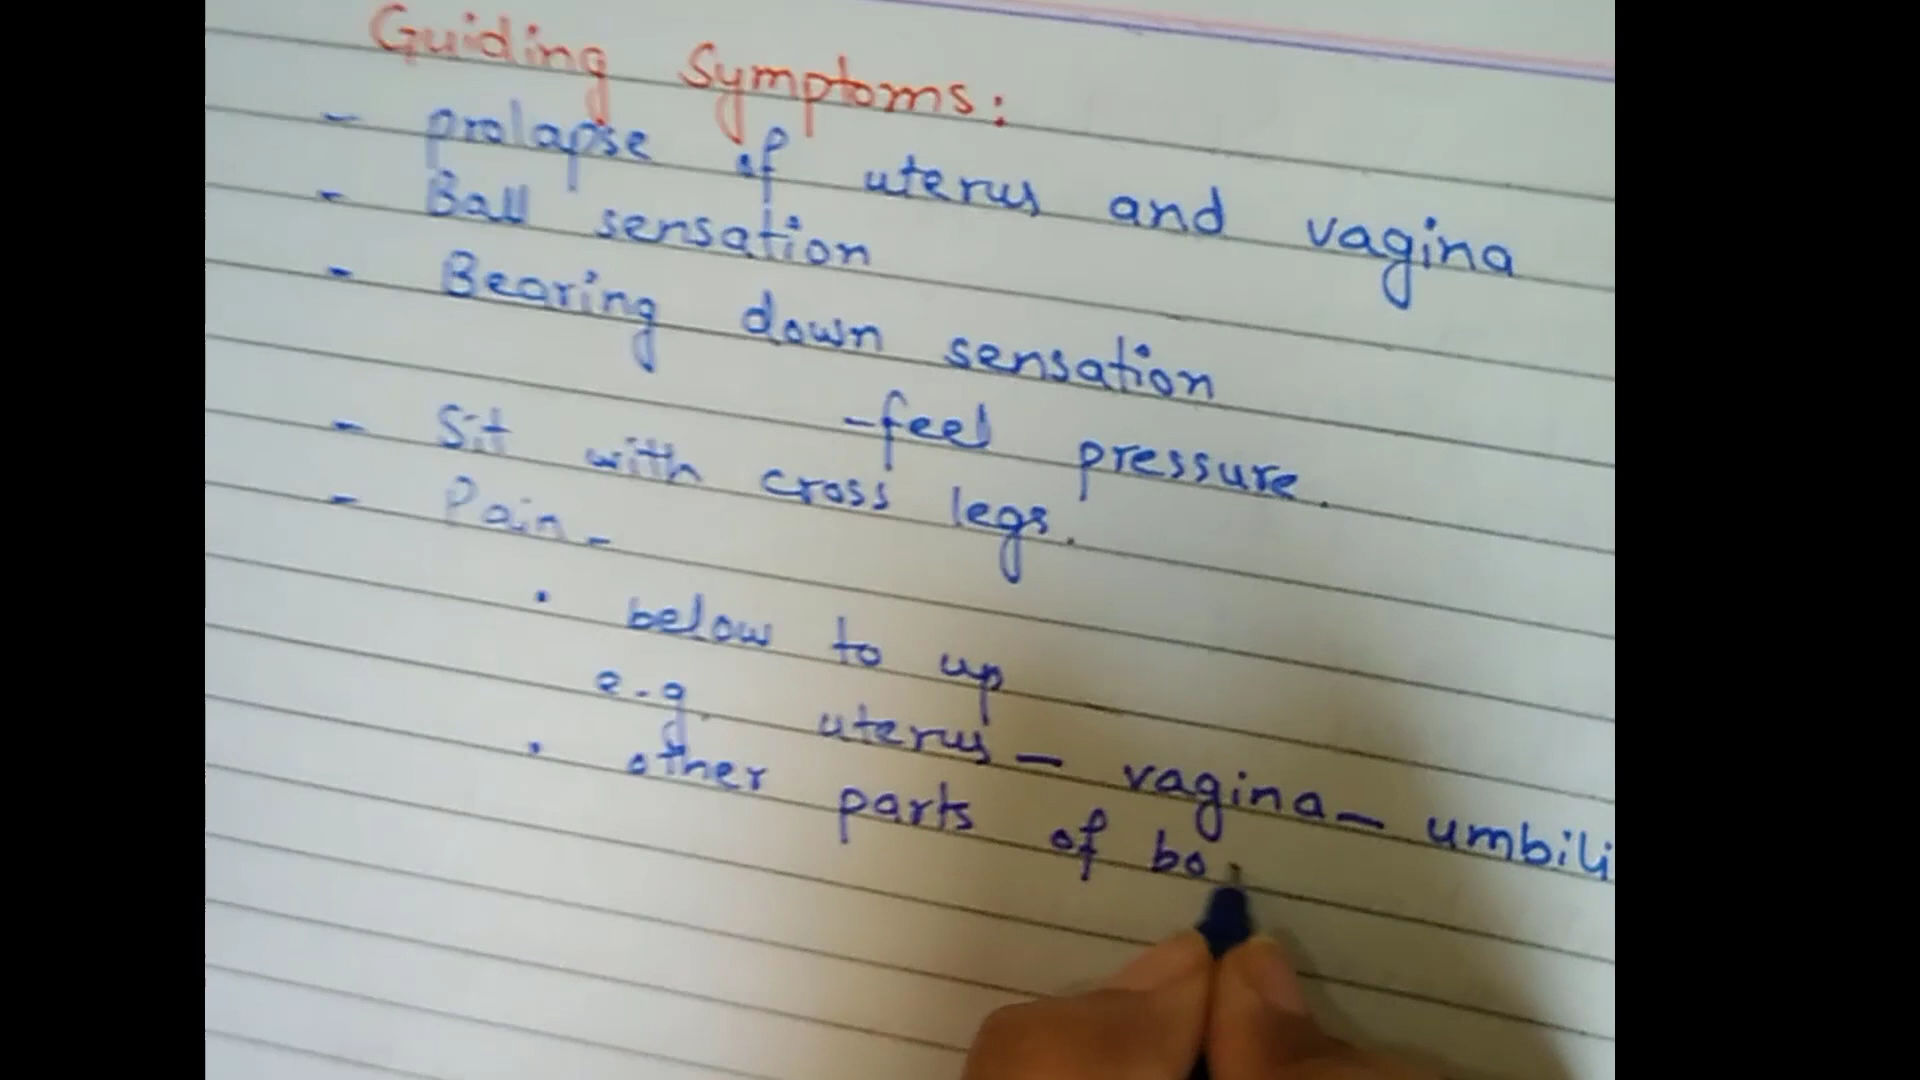 Guiding Symptoms:
- prolapse of uterus and vagina
- Ball sensation
- Bearing down sensation
- feel pressure.
- Sit with cross legs.
- Pain -
• below to up
e.g. uterus - vagina - umbili
• other parts of bo